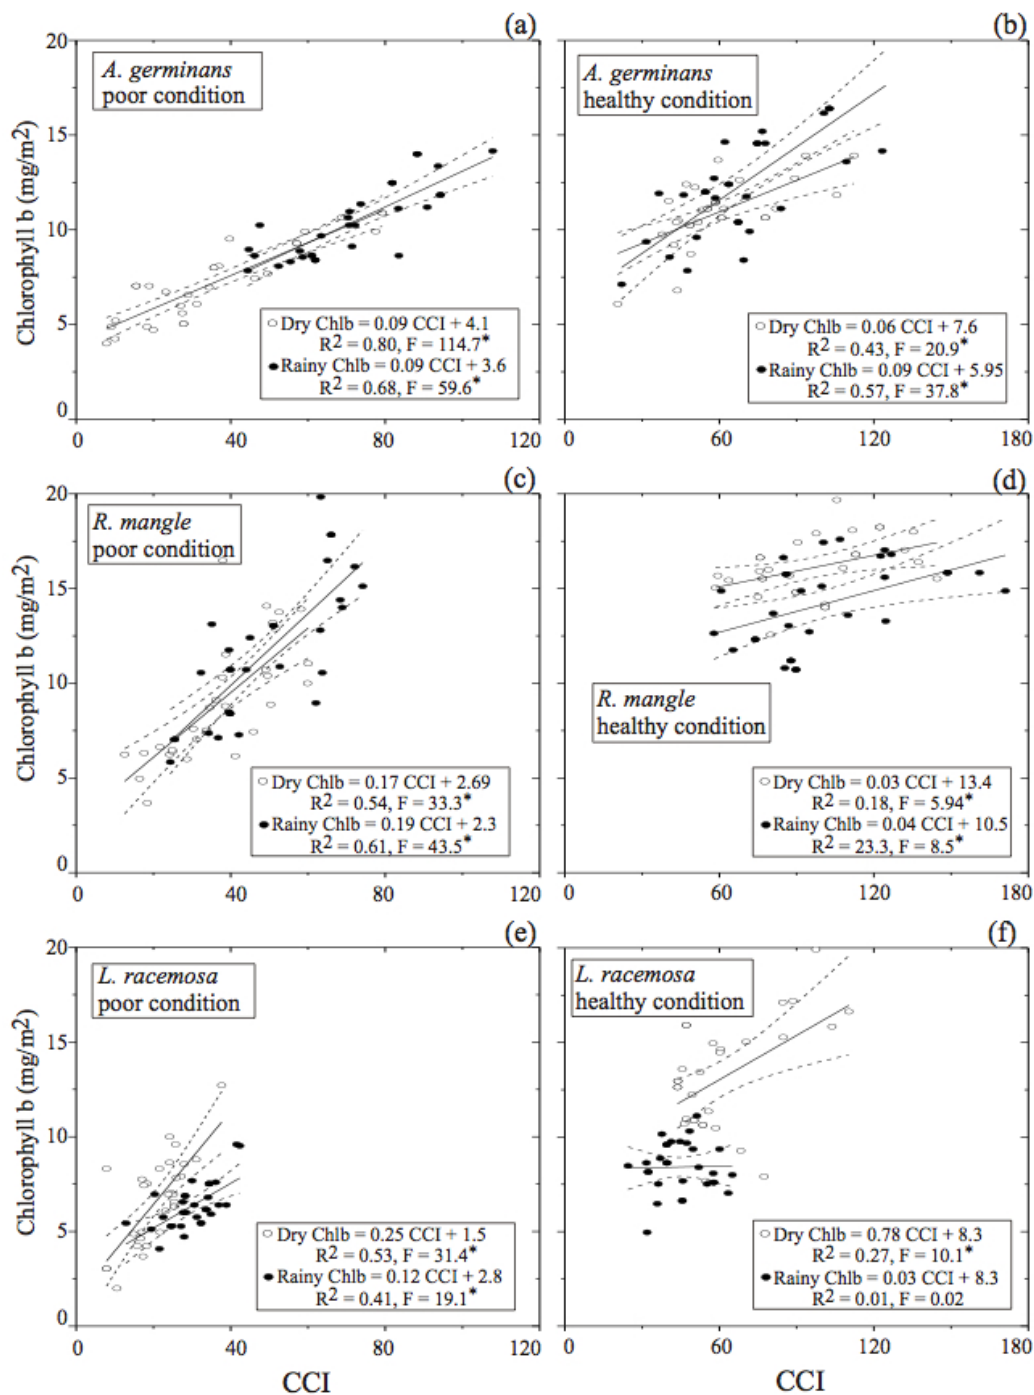 (a)
(b)
20
A. germinans
poor condition
A. germinans
healthy condition
15
10
5
0
Chlorophyll b (mg/m2)
Dry Chlb = 0.09 CCI + 4.1
R2 = 0.80, F = 114.7*
Rainy Chlb = 0.09 CCI + 3.6
R2 = 0.68, F = 59.6*
Dry Chlb = 0.06 CCI + 7.6
R2 = 0.43, F = 20.9*
Rainy Chlb = 0.09 CCI + 5.95
R2 = 0.57, F = 37.8*
0 40 80 120
0 60 120 180
(c)
(d)
20
R. mangle
poor condition
15
10
5
0
Chlorophyll b (mg/m2)
R. mangle
healthy condition
Dry Chlb = 0.17 CCI + 2.69
R2 = 0.54, F = 33.3*
Rainy Chlb = 0.19 CCI + 2.3
R2 = 0.61, F = 43.5*
Dry Chlb = 0.03 CCI + 13.4
R2 = 0.18, F = 5.94*
Rainy Chlb = 0.04 CCI + 10.5
R2 = 23.3, F = 8.5*
0 40 80 120
0 60 120 180
(e)
(f)
20
L. racemosa
poor condition
L. racemosa
healthy condition
15
10
5
0
Chlorophyll b (mg/m2)
Dry Chlb = 0.25 CCI + 1.5
R2 = 0.53, F = 31.4*
Rainy Chlb = 0.12 CCI + 2.8
R2 = 0.41, F = 19.1*
Dry Chlb = 0.78 CCI + 8.3
R2 = 0.27, F = 10.1*
Rainy Chlb = 0.03 CCI + 8.3
R2 = 0.01, F = 0.02
0 40 80 120
0 60 120 180
CCI
CCI